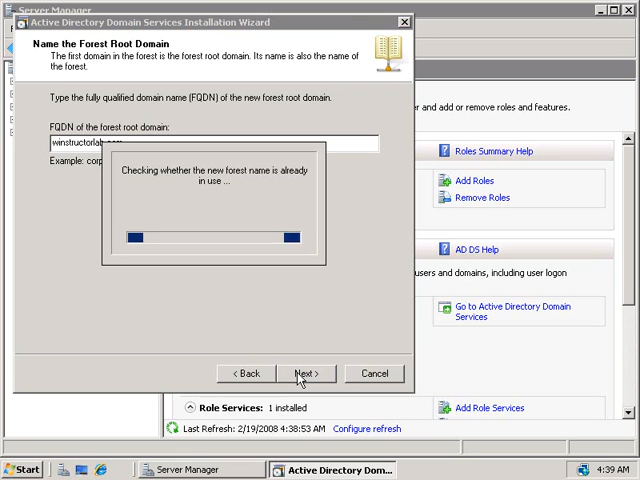 Server Manager
Active Directory Domain Services Installation Wizard
Name the Forest Root Domain
The first domain in the forest is the forest root domain. Its name is also the name of
the forest.
Type the fully qualified domain name (FQDN) of the new forest root domain.
FQDN of the forest root domain:
Example: corp
Checking whether the new forest name is already
in use ...
< Back
Next >
Cancel
er and add or remove roles and features.
Roles Summary Help
Add Roles
Remove Roles
AD DS Help
users and domains, including user logon
Go to Active Directory Domain
Services
Role Services: 1 installed
Add Role Services
Last Refresh: 2/19/2008 4:38:53 AM Configure refresh
Start
Server Manager
Active Directory Dom...
4:39 AM